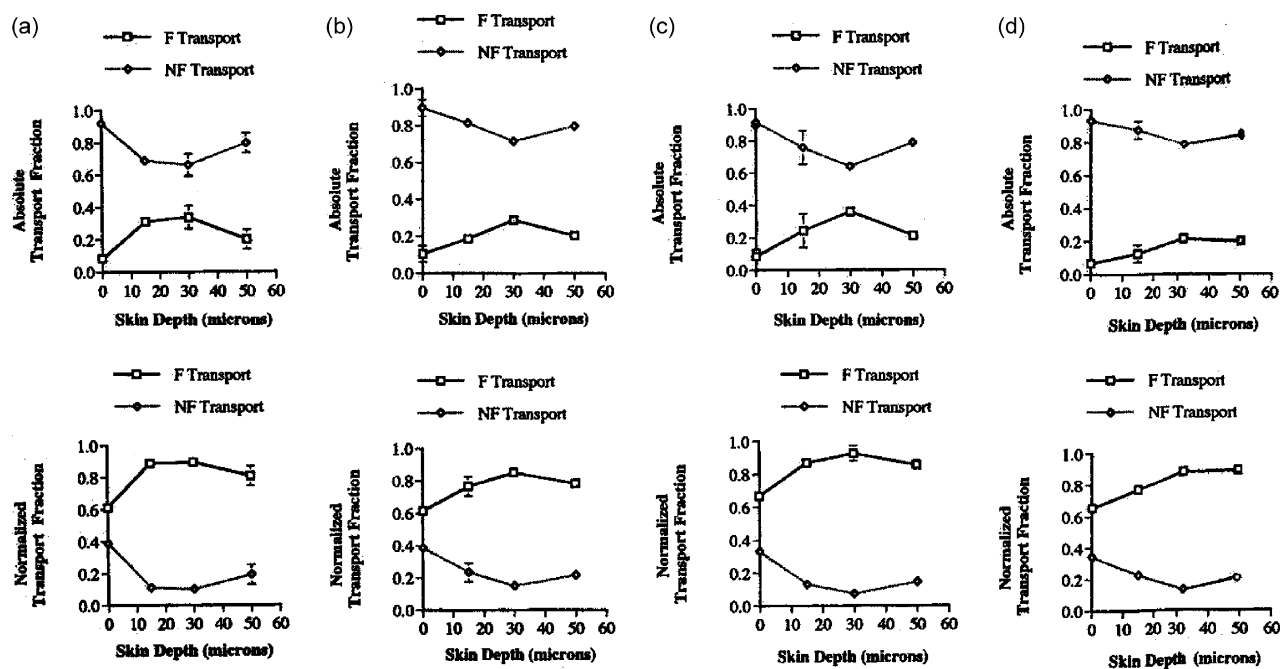 (a)
F Transport
NF Transport
Absolute
Transport Fraction
1.0
0.8
0.6
0.4
0.2
0.0
0 10 20 30 40 50 60
Skin Depth (microns)
(b)
F Transport
NF Transport
Absolute
Transport Fraction
1.0
0.8
0.6
0.4
0.2
0.0
0 10 20 30 40 50 60
Skin Depth (microns)
(c)
F Transport
NF Transport
Absolute
Transport Fraction
1.0
0.8
0.6
0.4
0.2
0.0
0 10 20 30 40 50 60
Skin Depth (microns)
(d)
F Transport
NF Transport
Absolute
Transport Fraction
1.0
0.8
0.6
0.4
0.2
0.0
0 10 20 30 40 50 60
Skin Depth (microns)
F Transport
NF Transport
Normalized
Transport Fraction
1.0
0.8
0.6
0.4
0.2
0.0
0 10 20 30 40 50 60
Skin Depth (microns)
F Transport
NF Transport
Normalized
Transport Fraction
1.0
0.8
0.6
0.4
0.2
0.0
0 10 20 30 40 50 60
Skin Depth (microns)
F Transport
NF Transport
Normalized
Transport Fraction
1.0
0.8
0.6
0.4
0.2
0.0
0 10 20 30 40 50 60
Skin Depth (microns)
F Transport
NF Transport
Normalized
Transport Fraction
1.0
0.8
0.6
0.4
0.2
0.0
0 10 20 30 40 50 60
Skin Depth (microns)